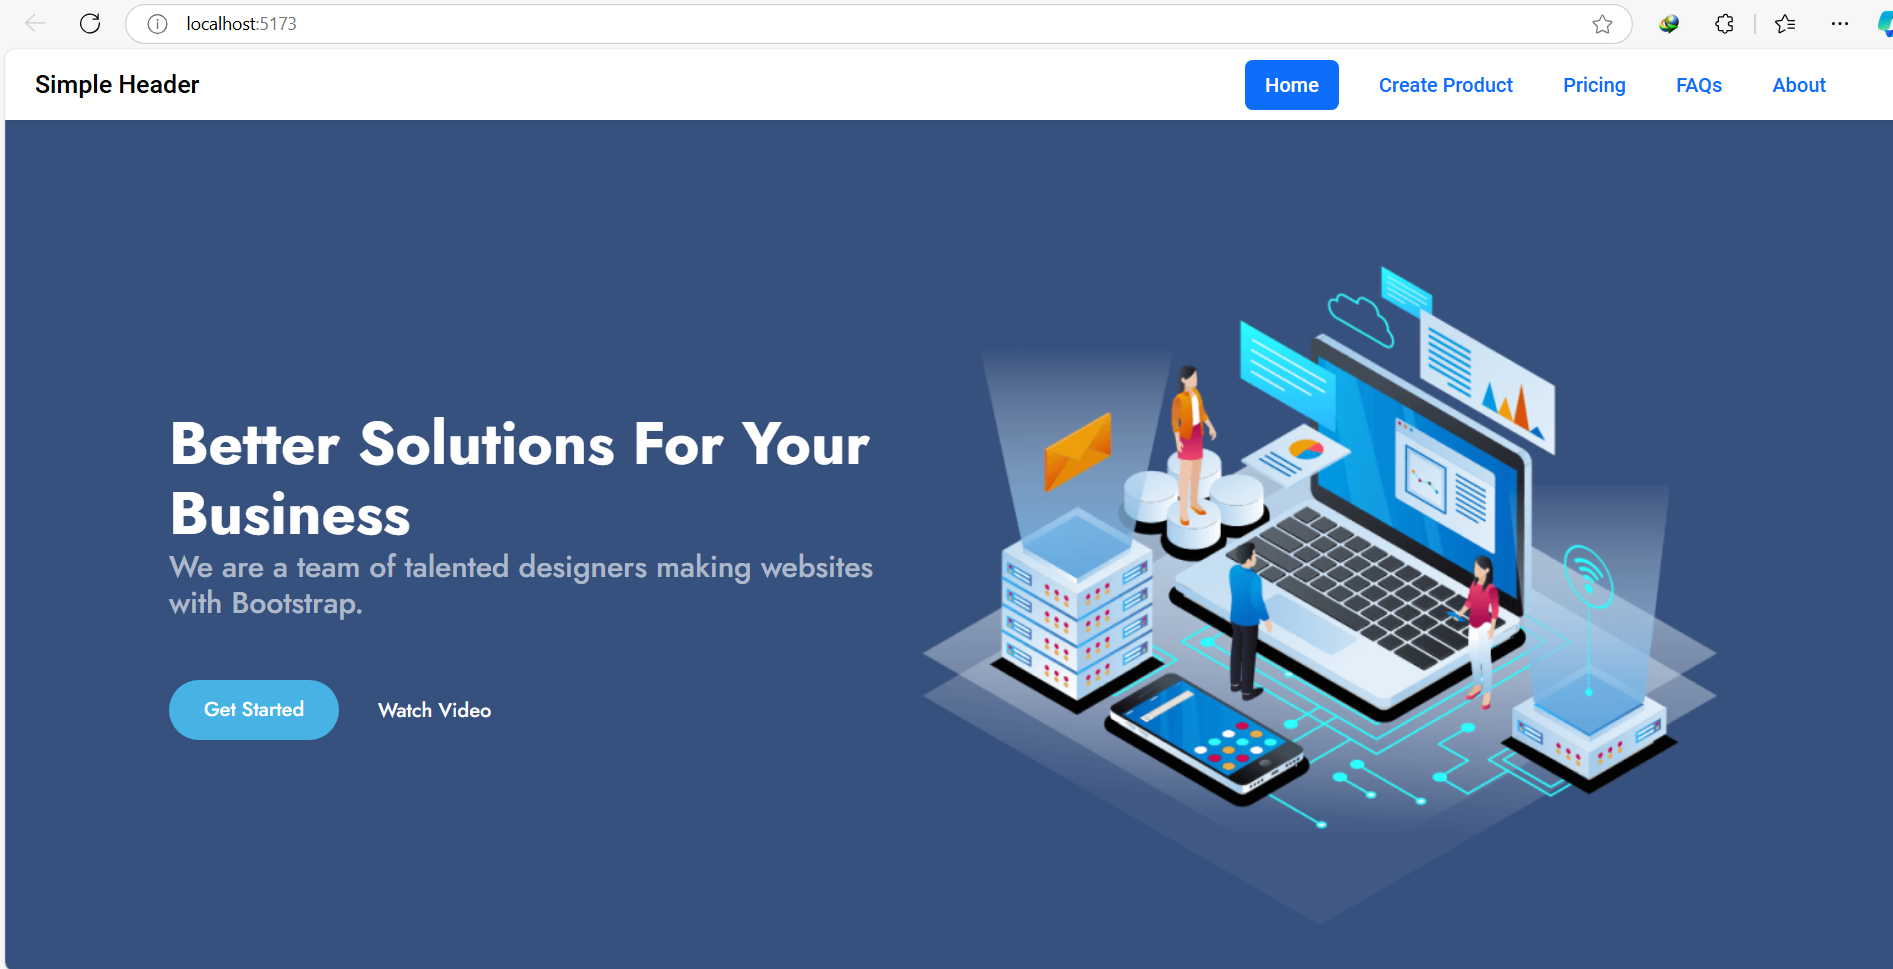 localhost:5173
Simple Header
Home
Create Product
Pricing
FAQs
About
Better Solutions For Your
Business
We are a team of talented designers making websites
with Bootstrap.
Get Started
Watch Video